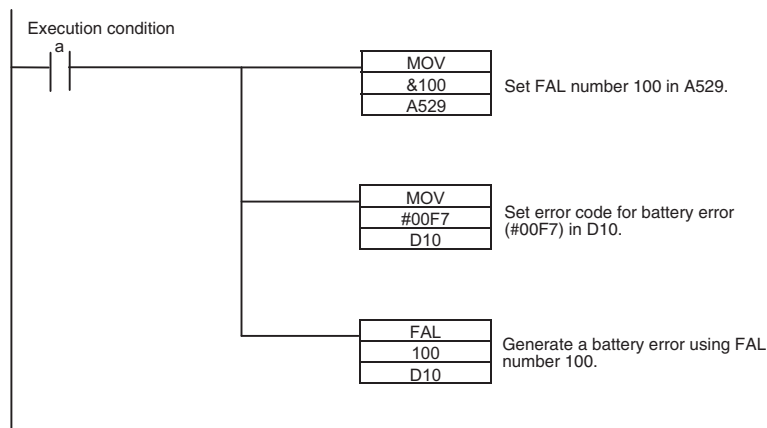 Execution condition
a
MOV
&100
A529
Set FAL number 100 in A529.
MOV
#00F7
D10
Set error code for battery error
(#00F7) in D10.
FAL
100
D10
Generate a battery error using FAL
number 100.